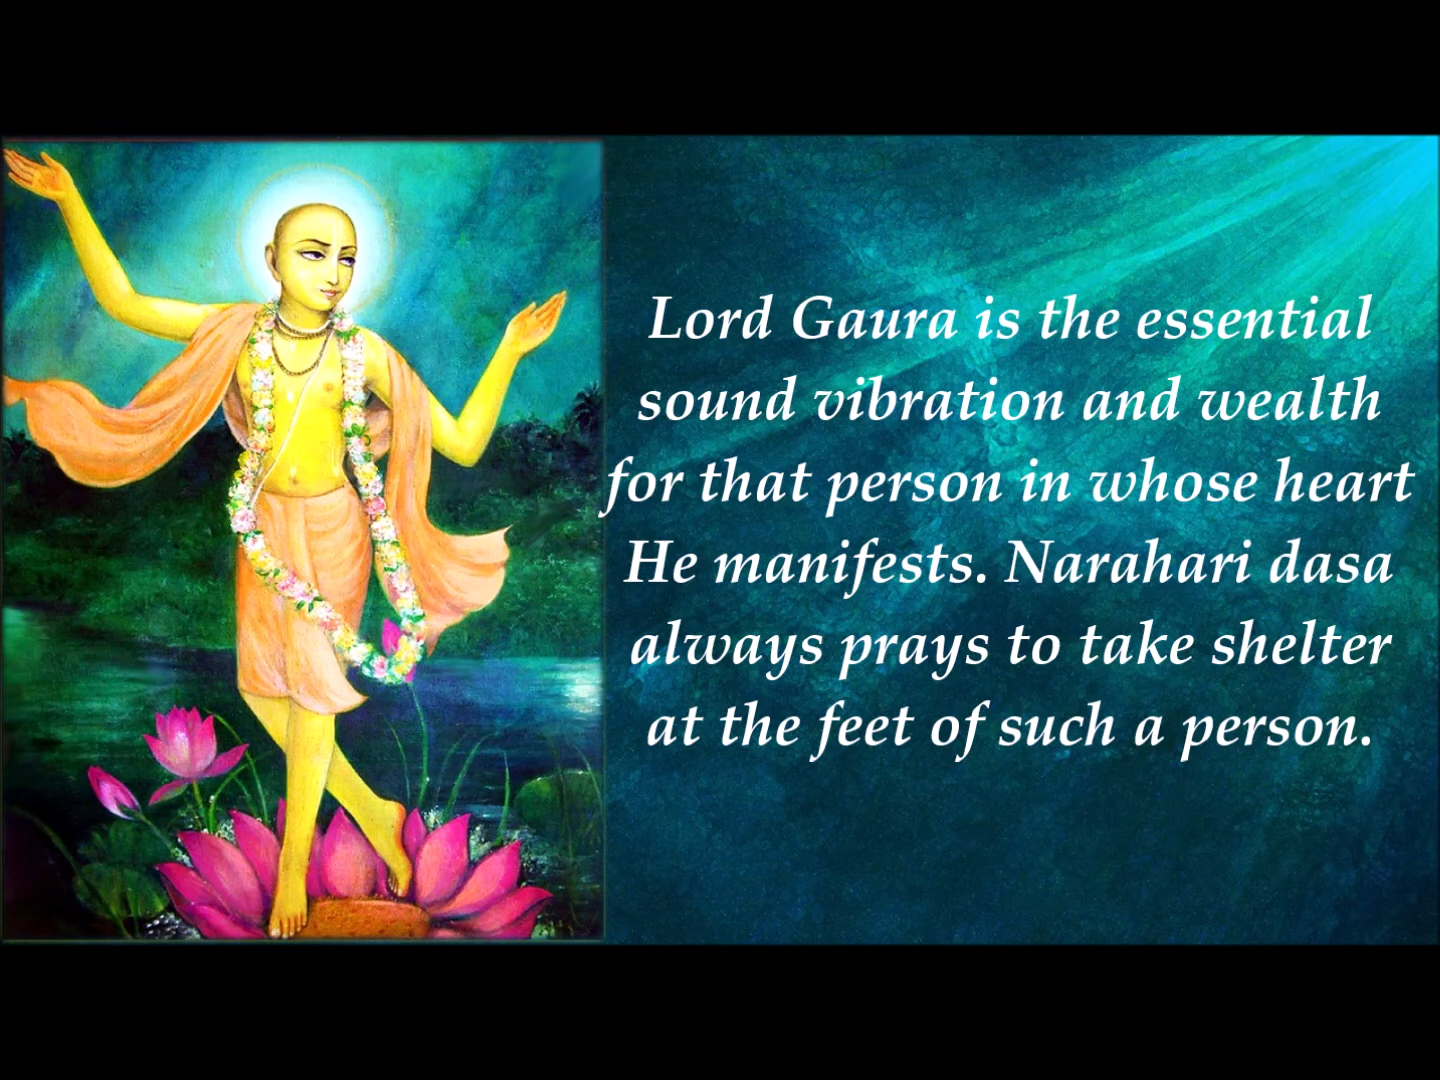 Lord Gaura is the essential
sound vibration and wealth
for that person in whose heart
He manifests. Narahari dasa
always prays to take shelter
at the feet of such a person.